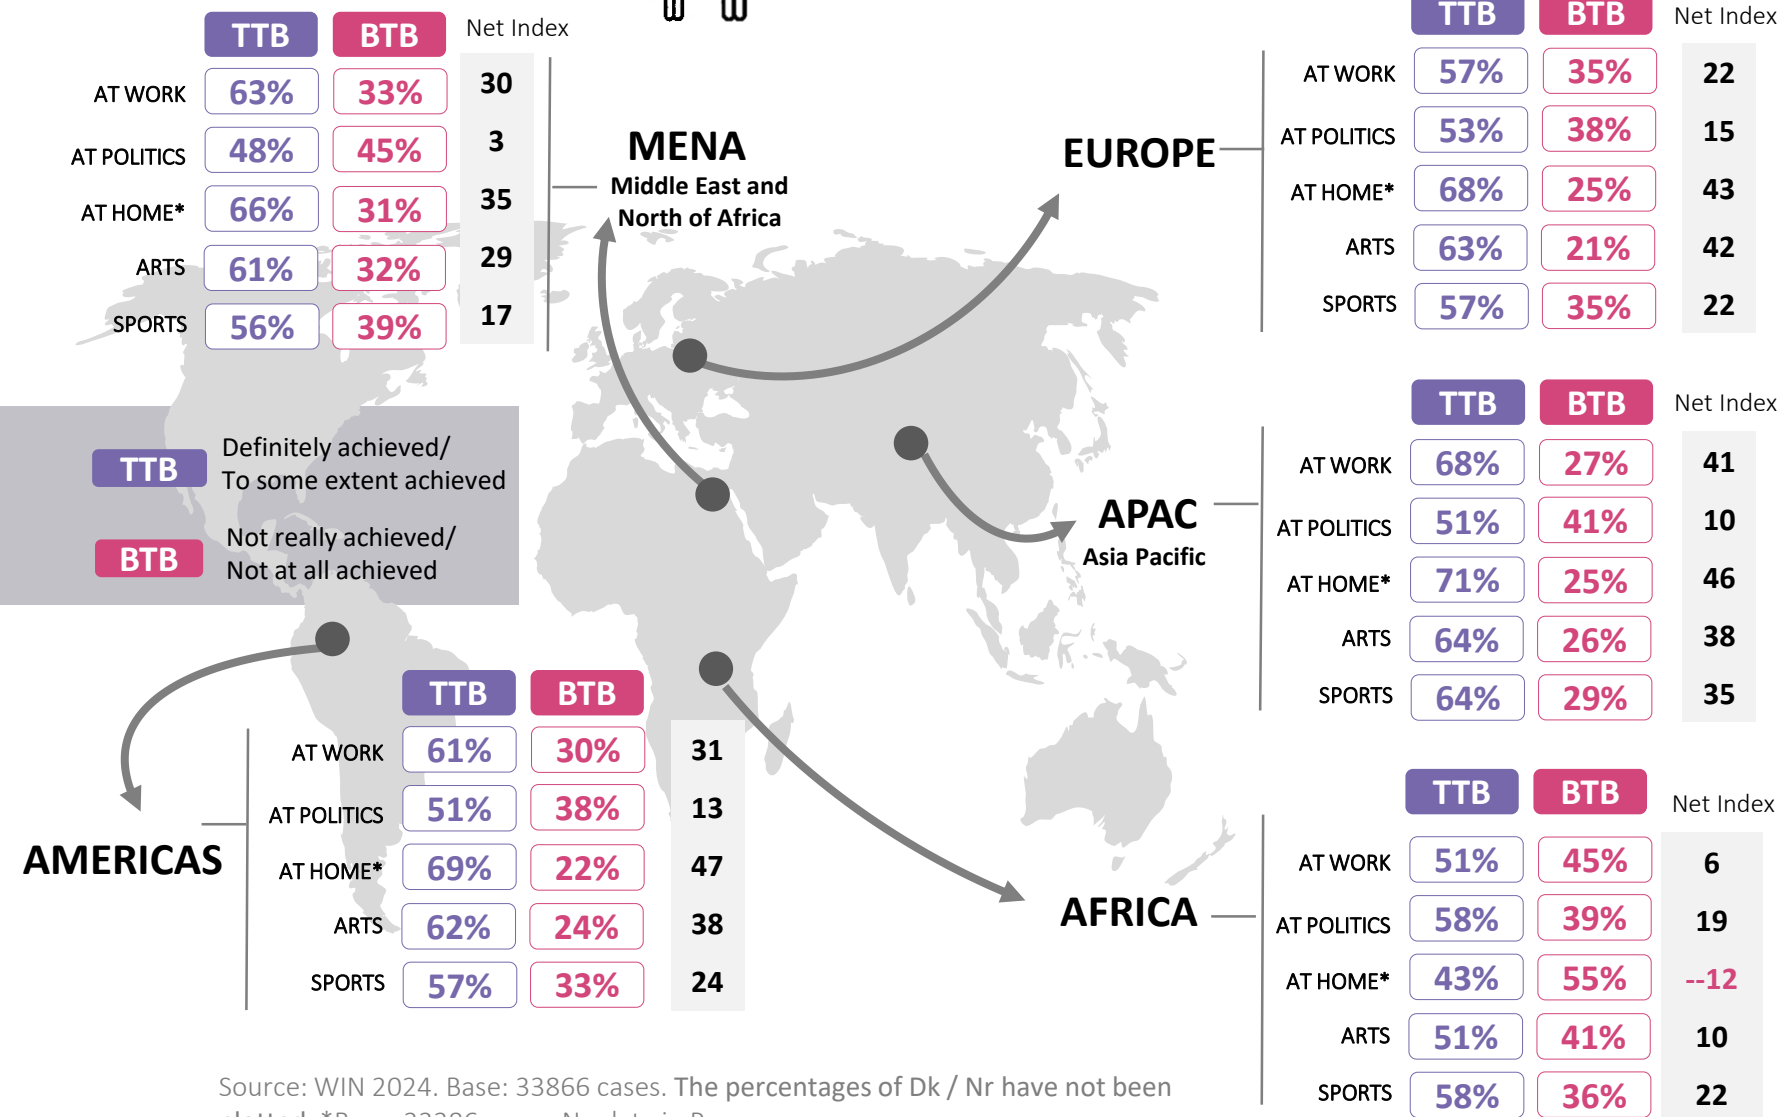 TTB BTB Net Index
AT WORK 63% 33% 30
AT POLITICS 48% 45% 3
AT HOME* 66% 31% 35
ARTS 61% 32% 29
SPORTS 56% 39% 17
MENA
Middle East and
North of Africa
TTB BTB Net Index
AT WORK 57% 35% 22
AT POLITICS 53% 38% 15
AT HOME* 68% 25% 43
ARTS 63% 21% 42
SPORTS 57% 35% 22
EUROPE
TTB Definitely achieved/
To some extent achieved
BTB Not really achieved/
Not at all achieved
TTB BTB Net Index
AT WORK 68% 27% 41
AT POLITICS 51% 41% 10
AT HOME* 71% 25% 46
ARTS 64% 26% 38
SPORTS 64% 29% 35
APAC
Asia Pacific
TTB BTB
AT WORK 61% 30% 31
AT POLITICS 51% 38% 13
AT HOME* 69% 22% 47
ARTS 62% 24% 38
SPORTS 57% 33% 24
AMERICAS
TTB BTB Net Index
AT WORK 51% 45% 6
AT POLITICS 58% 39% 19
AT HOME* 43% 55% --12
ARTS 51% 41% 10
SPORTS 58% 36% 22
AFRICA
Source: WIN 2024. Base: 33866 cases. The percentages of Dk / Nr have not been